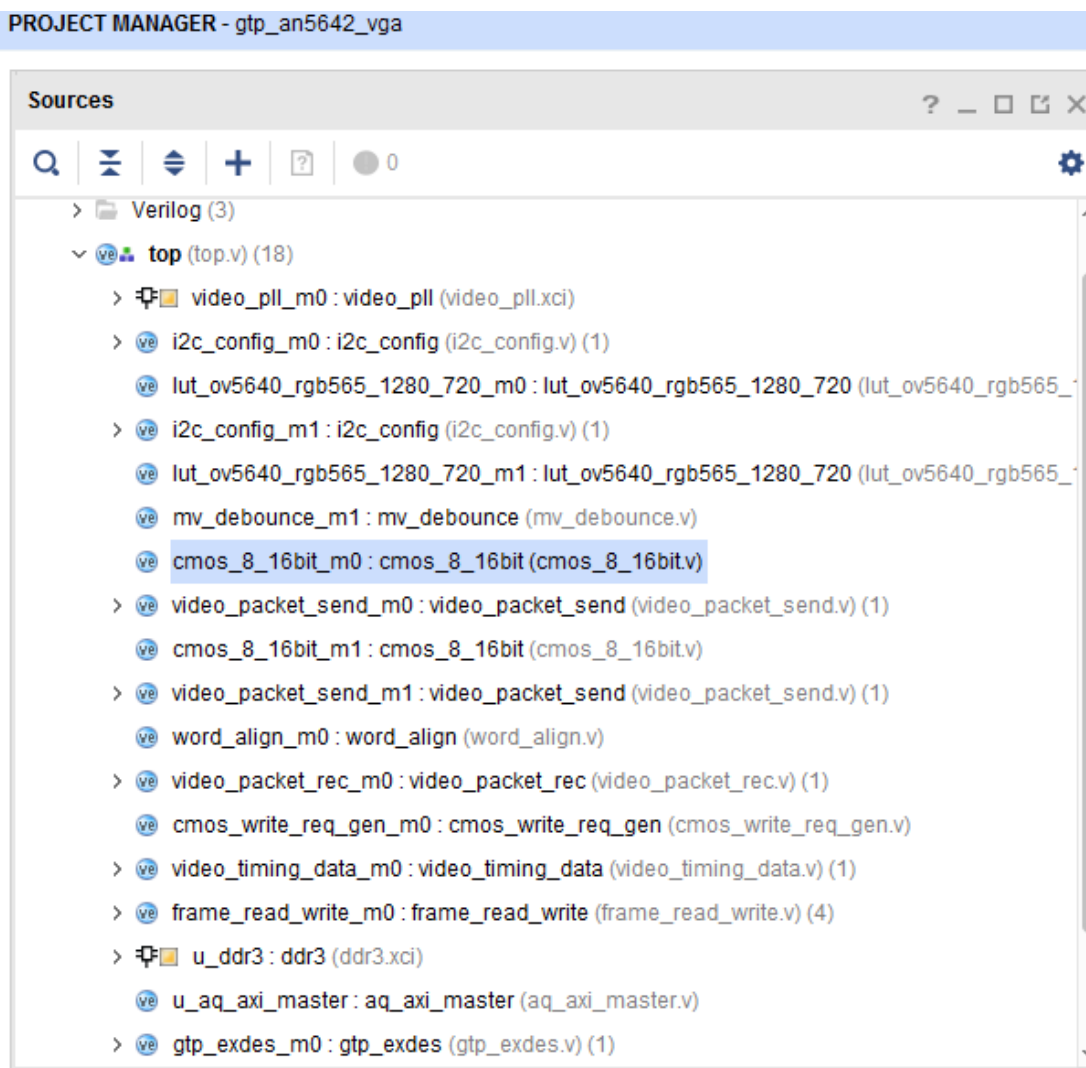 PROJECT MANAGER - gtp_an5642_vga
Sources
? _
0
Verilog (3)
top (top.v) (18)
video_pll_m0 : video_pll (video_pll.xci)
i2c_config_m0 : i2c_config (i2c_config.v) (1)
lut_ov5640_rgb565_1280_720_m0 : lut_ov5640_rgb565_1280_720 (lut_ov5640_rgb565_
i2c_config_m1 : i2c_config (i2c_config.v) (1)
lut_ov5640_rgb565_1280_720_m1 : lut_ov5640_rgb565_1280_720 (lut_ov5640_rgb565_
mv_debounce_m1 : mv_debounce (mv_debounce.v)
cmos_8_16bit_m0 : cmos_8_16bit (cmos_8_16bit.v)
video_packet_send_m0 : video_packet_send (video_packet_send.v) (1)
cmos_8_16bit_m1 : cmos_8_16bit (cmos_8_16bit.v)
video_packet_send_m1 : video_packet_send (video_packet_send.v) (1)
word_align_m0 : word_align (word_align.v)
video_packet_rec_m0 : video_packet_rec (video_packet_rec.v) (1)
cmos_write_req_gen_m0 : cmos_write_req_gen (cmos_write_req_gen.v)
video_timing_data_m0 : video_timing_data (video_timing_data.v) (1)
frame_read_write_m0 : frame_read_write (frame_read_write.v) (4)
u_ddr3 : ddr3 (ddr3.xci)
u_aq_axi_master : aq_axi_master (aq_axi_master.v)
gtp_exdes_m0 : gtp_exdes (gtp_exdes.v) (1)